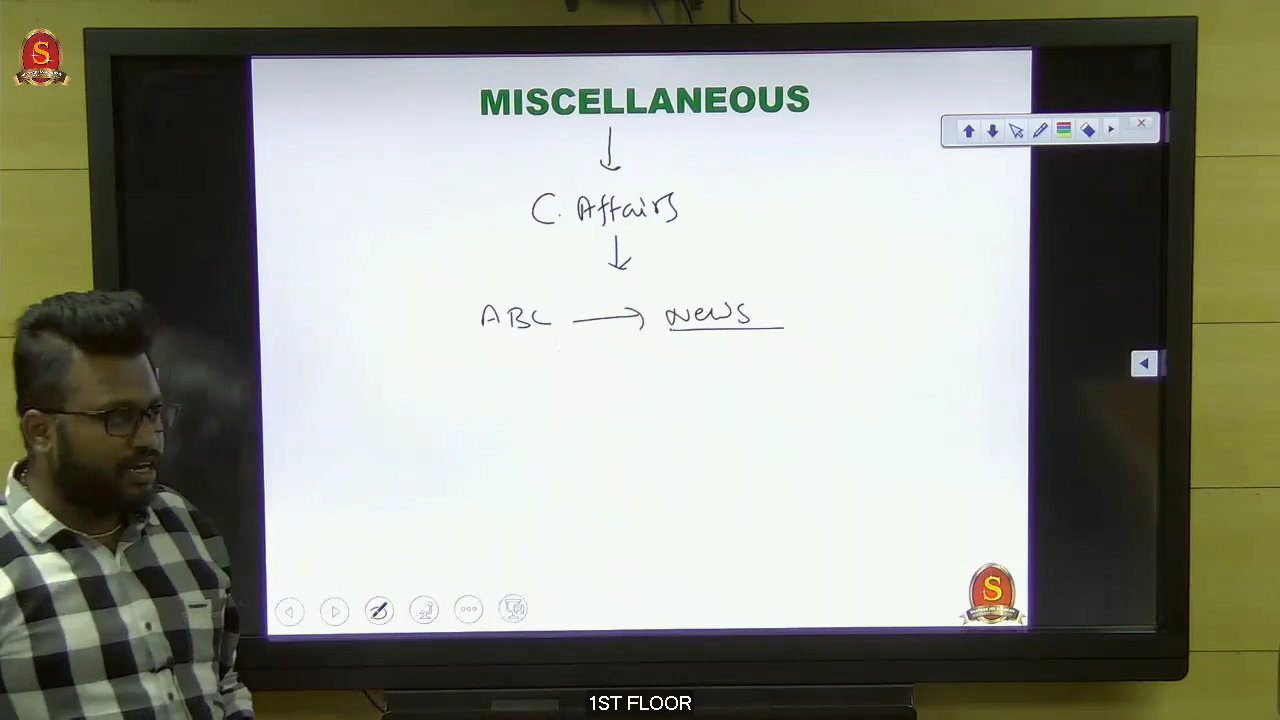 S
MISCELLANEOUS
C. Affairs
ABC → News
S
1ST FLOOR